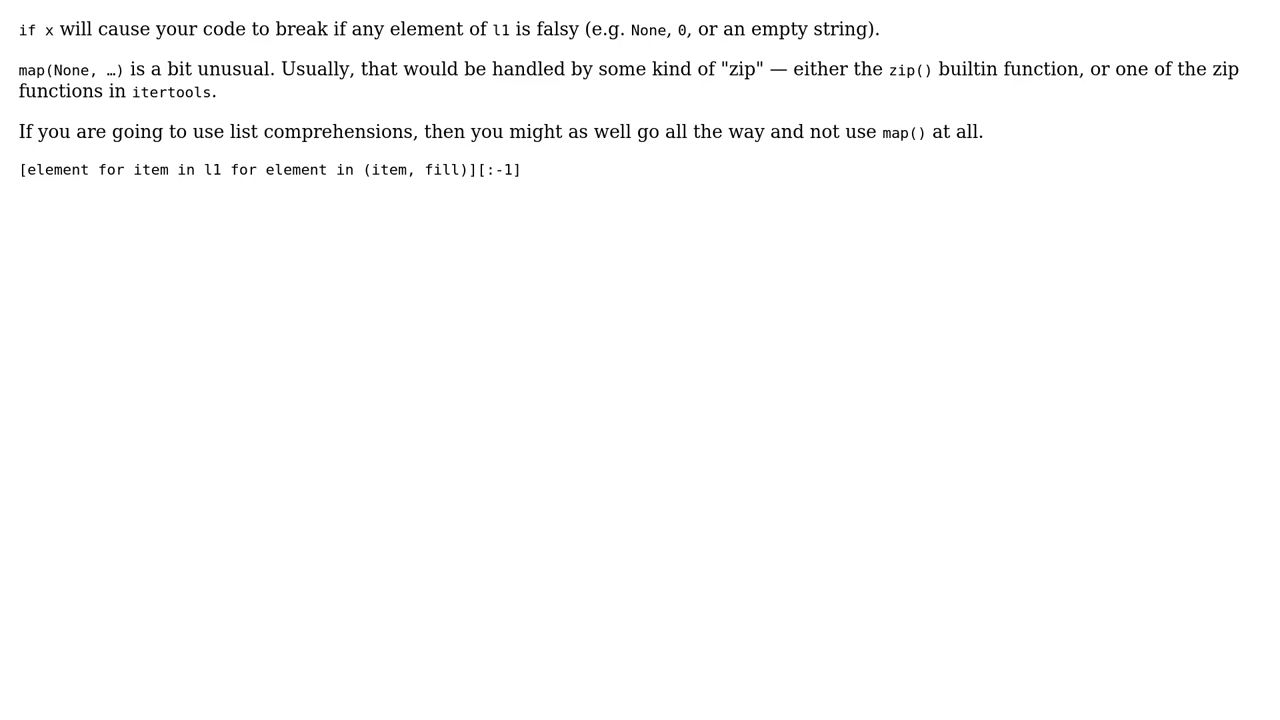 if x will cause your code to break if any element of l1 is falsy (e.g. None, 0, or an empty string).
map(None, …) is a bit unusual. Usually, that would be handled by some kind of "zip" — either the zip() builtin function, or one of the zip
functions in itertools.
If you are going to use list comprehensions, then you might as well go all the way and not use map() at all.
[element for item in l1 for element in (item, fill)][:-1]